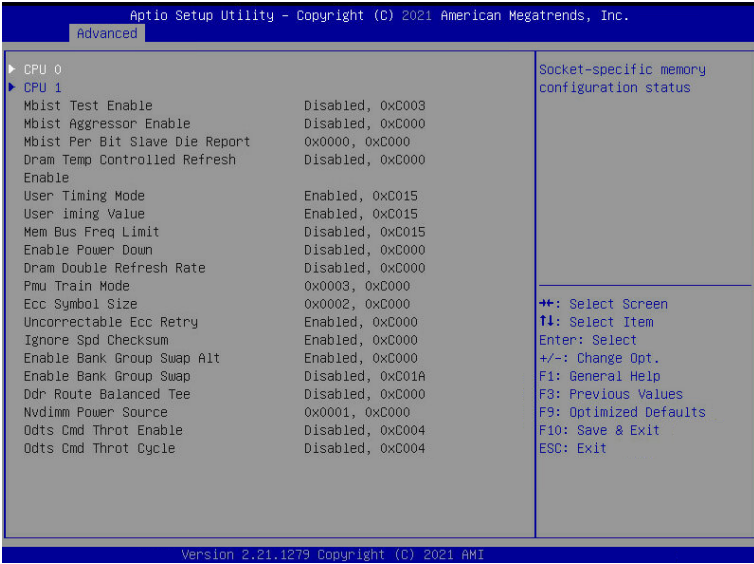 Aptio Setup Utility – Copyright (C) 2021 American Megatrends, Inc.
Advanced
CPU 0
CPU 1
Mbist Test Enable Disabled, 0xC003
Mbist Aggressor Enable Disabled, 0xC000
Mbist Per Bit Slave Die Report 0x0000, 0xC000
Dram Temp Controlled Refresh Disabled, 0xC000
Enable
User Timing Mode Enabled, 0xC015
User iming Value Enabled, 0xC015
Mem Bus Freq Limit Disabled, 0xC015
Enable Power Down Disabled, 0xC000
Dram Double Refresh Rate Disabled, 0xC000
Pmu Train Mode 0x0003, 0xC000
Ecc Symbol Size 0x0002, 0xC000
Uncorrectable Ecc Retry Enabled, 0xC000
Ignore Spd Checksum Enabled, 0xC000
Enable Bank Group Swap Alt Enabled, 0xC000
Enable Bank Group Swap Disabled, 0xC01A
Ddr Route Balanced Tee Disabled, 0xC000
Nvdimm Power Source 0x0001, 0xC000
Odts Cmd Throt Enable Disabled, 0xC004
Odts Cmd Throt Cycle Disabled, 0xC004
Socket-specific memory
configuration status
→←: Select Screen
↑↓: Select Item
Enter: Select
+/-: Change Opt.
F1: General Help
F3: Previous Values
F9: Optimized Defaults
F10: Save & Exit
ESC: Exit
Version 2.21.1279 Copyright (C) 2021 AMI